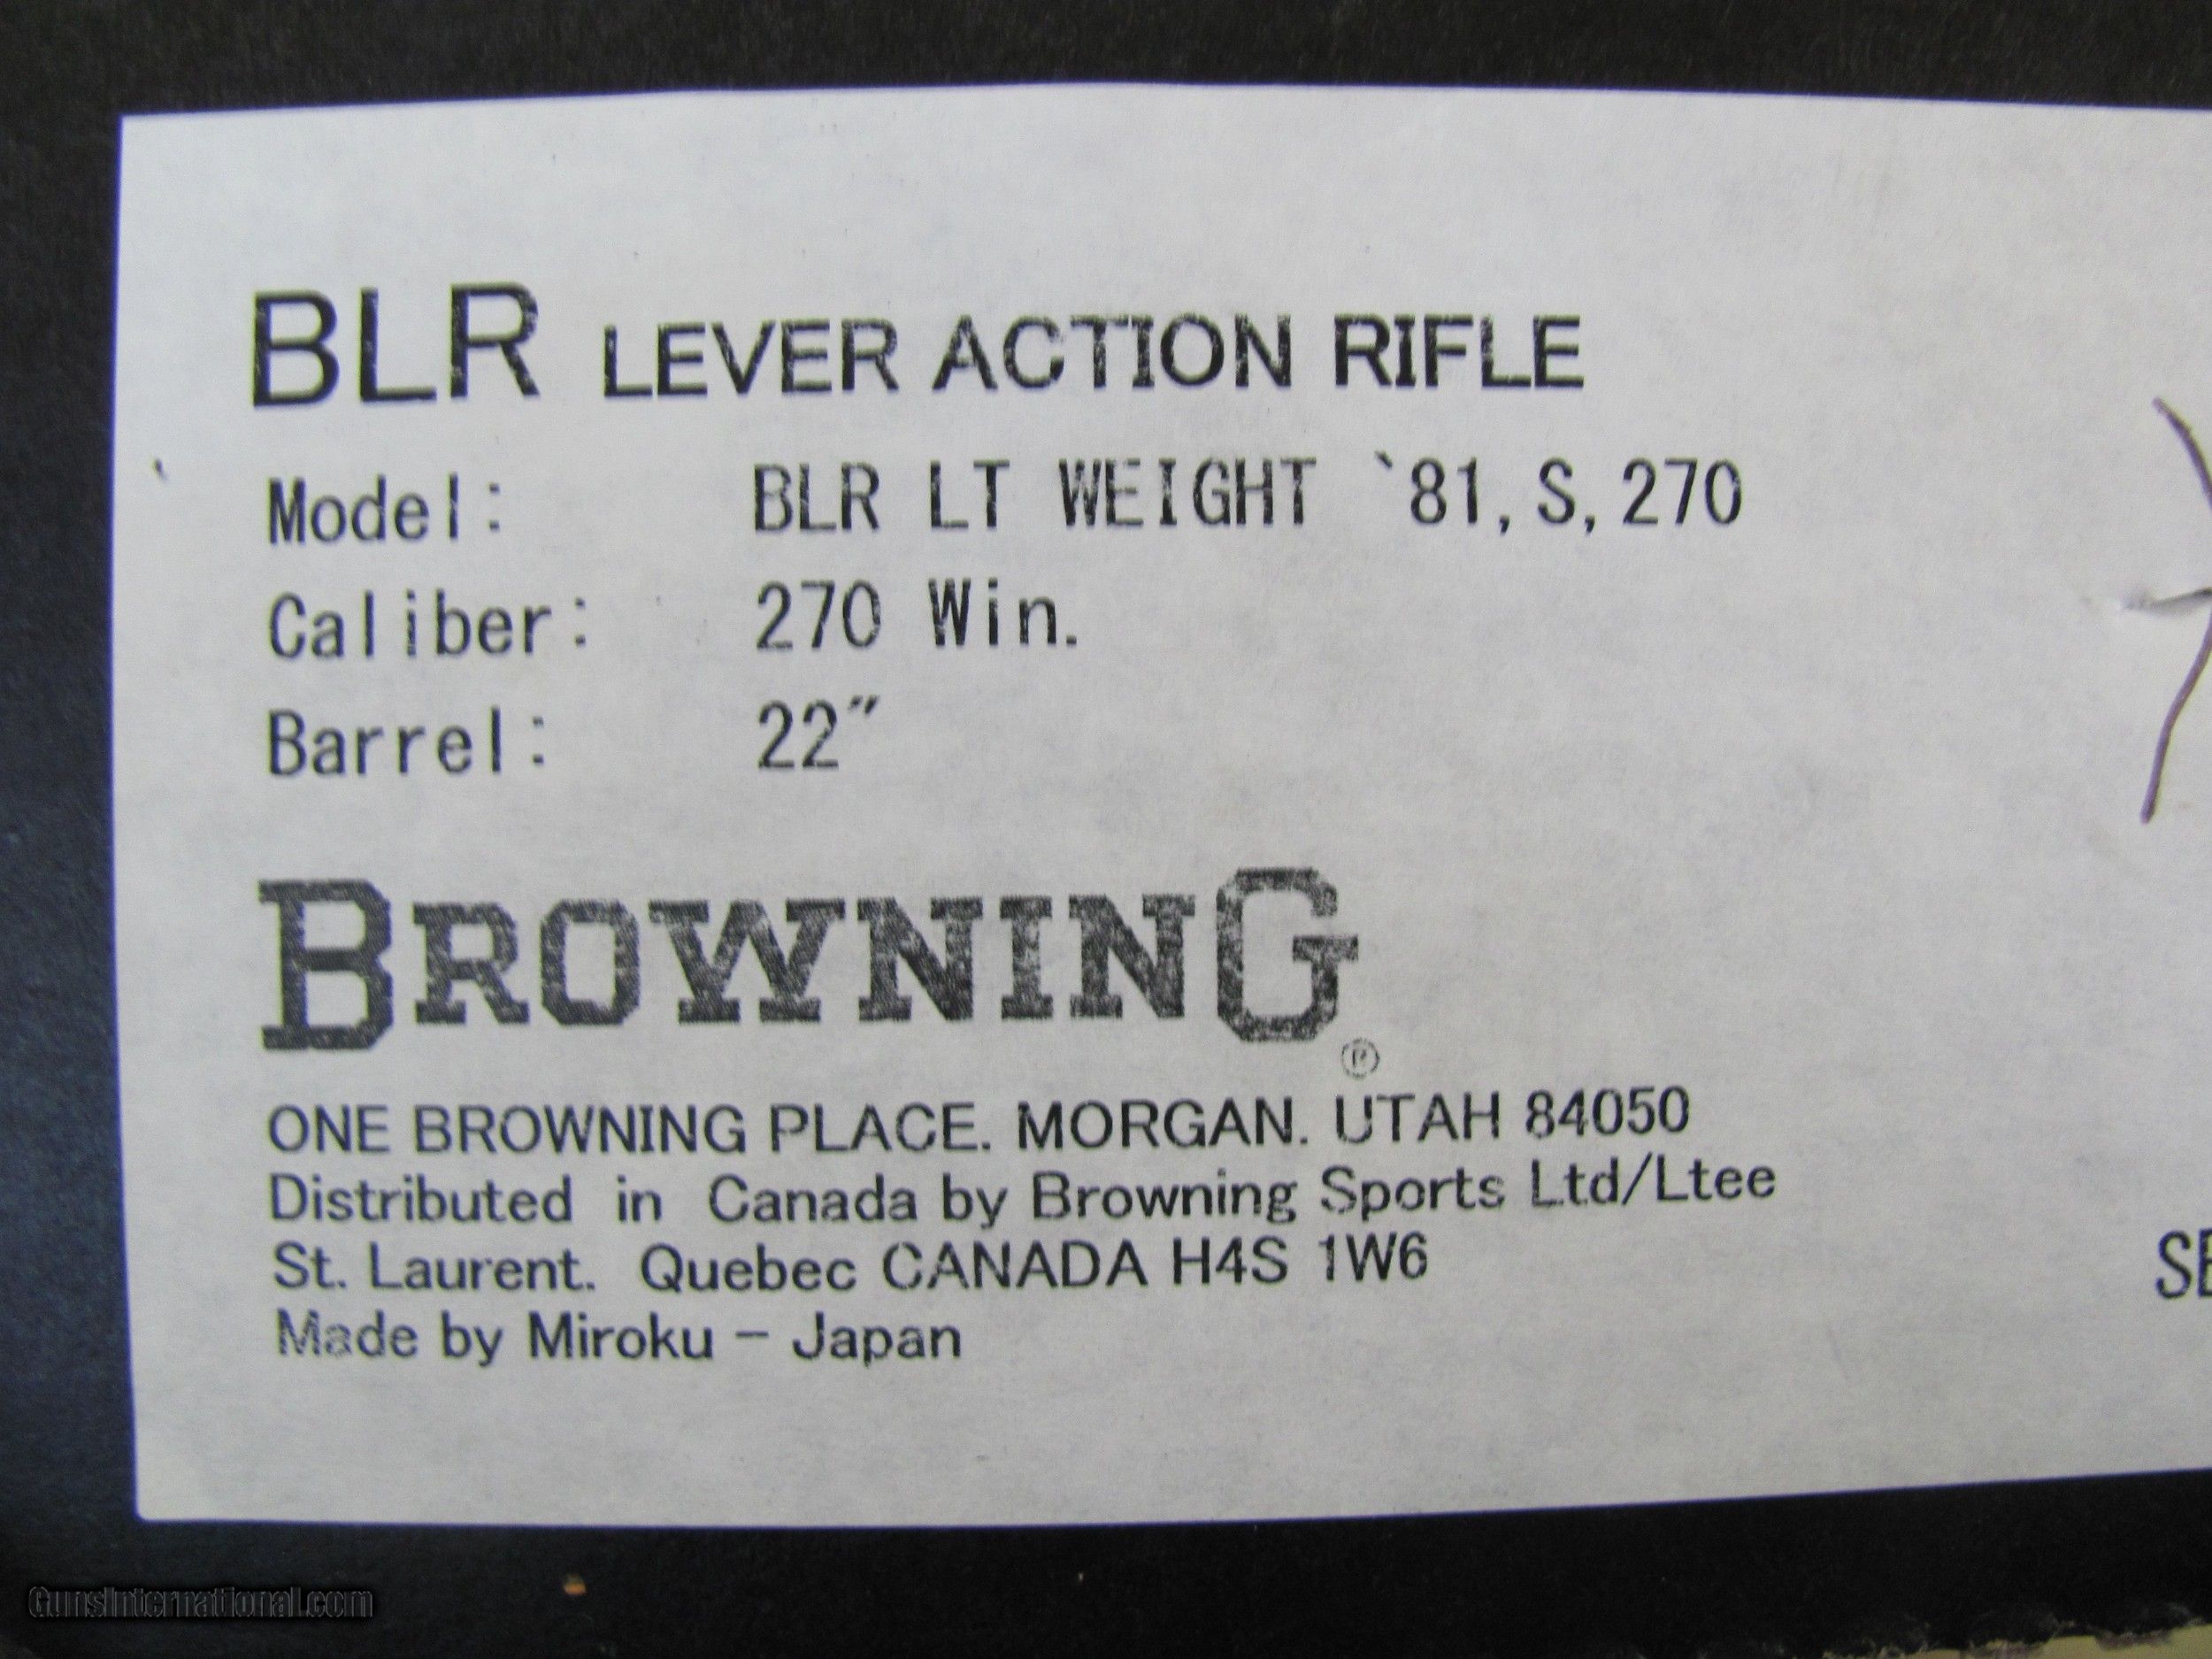 BLR LEVER ACTION RIFLE
Model: BLR LT WEIGHT `81, S, 270
Caliber: 270 Win.
Barrel: 22"
BROWNING®
ONE BROWNING PLACE. MORGAN. UTAH 84050
Distributed in Canada by Browning Sports Ltd/Ltee
St. Laurent. Quebec CANADA H4S 1W6
Made by Miroku - Japan
SE
GunsInternational.com